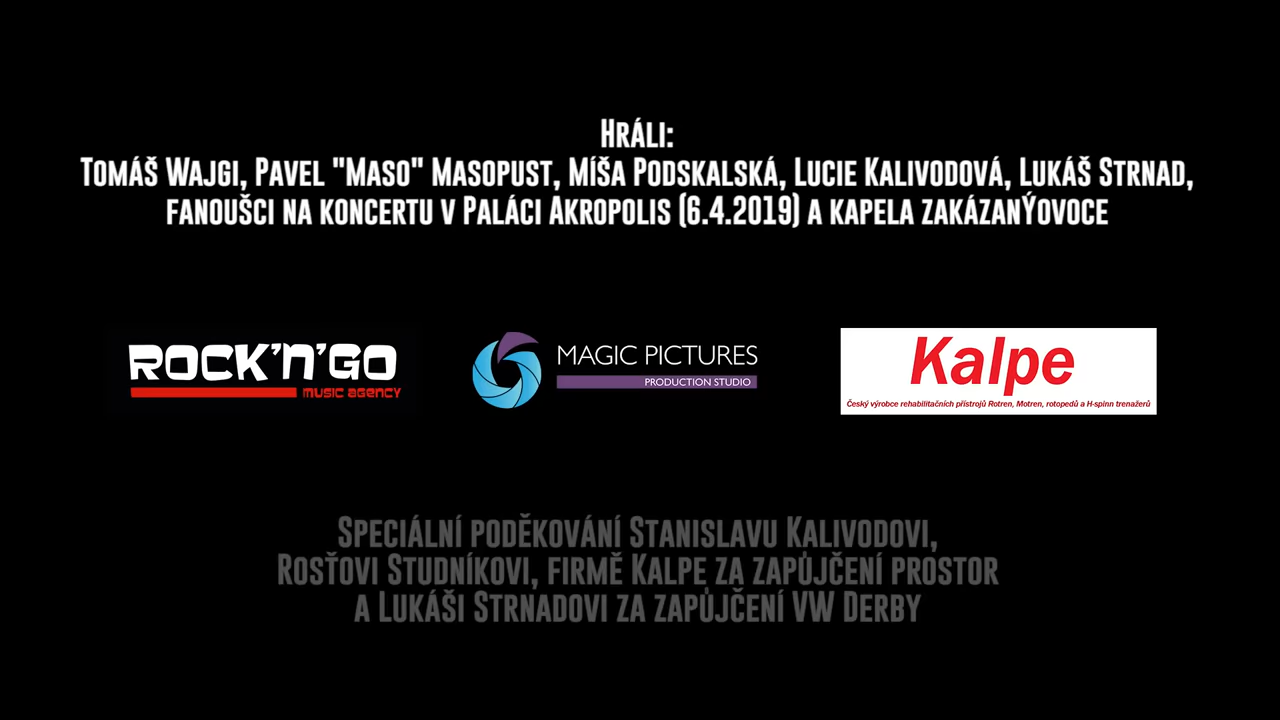 Hráli:
Tomáš Wajgi, Pavel "Maso" Masopust, Míša Podskalská, Lucie Kalivodová, Lukáš Strnad,
fanoušci na koncertu v Paláci Akropolis (6.4.2019) a kapela zakázanÝovoce
ROCK'N'GO
MUSIC AGENCY
MAGIC PICTURES
PRODUCTION STUDIO
Kalpe
Český výrobce rehabilitačních přístrojů Rotren, Motren, rotopedů a H-spinn trenažerů
Speciální poděkování Stanislavu Kalivodovi,
Rosťovi Studníkovi, firmě Kalpe za zapůjčení prostor
a Lukáši Strnadovi za zapůjčení VW Derby